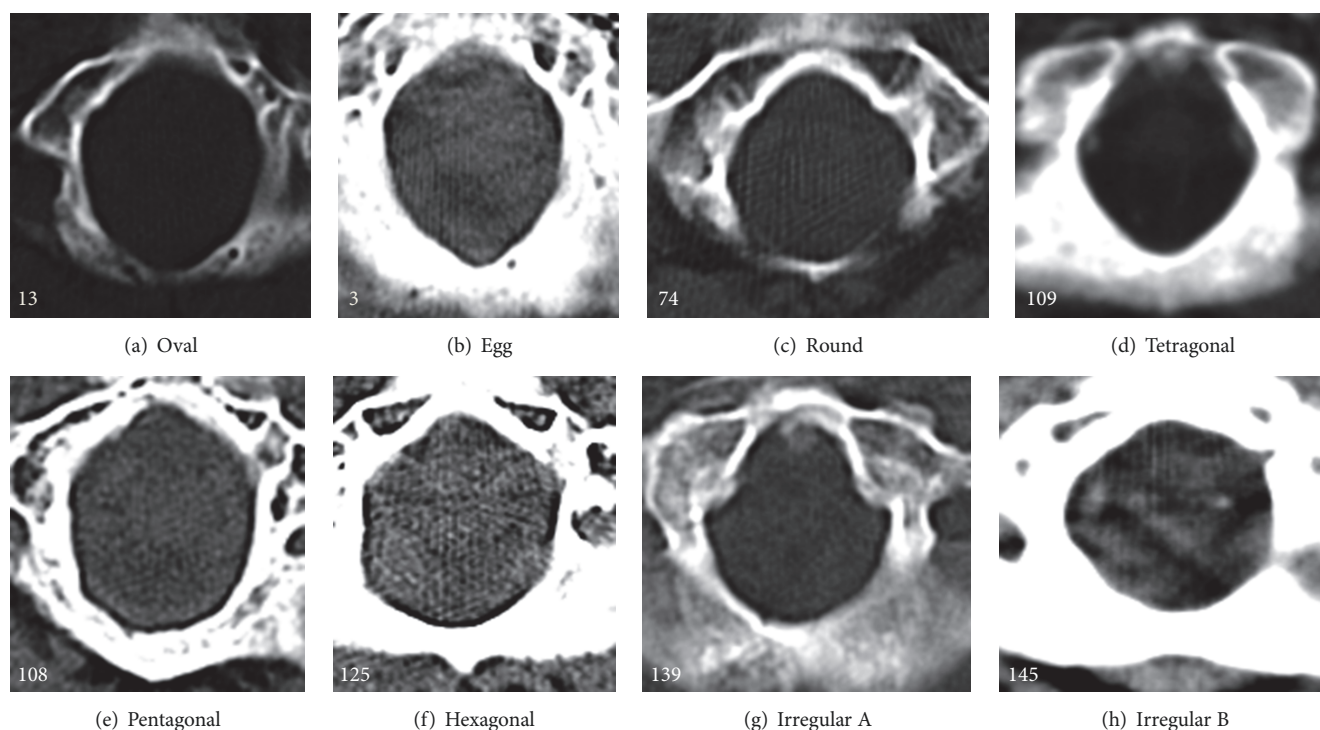 13
3
74
109
(a) Oval
(b) Egg
(c) Round
(d) Tetragonal
108
125
139
145
(e) Pentagonal
(f) Hexagonal
(g) Irregular A
(h) Irregular B